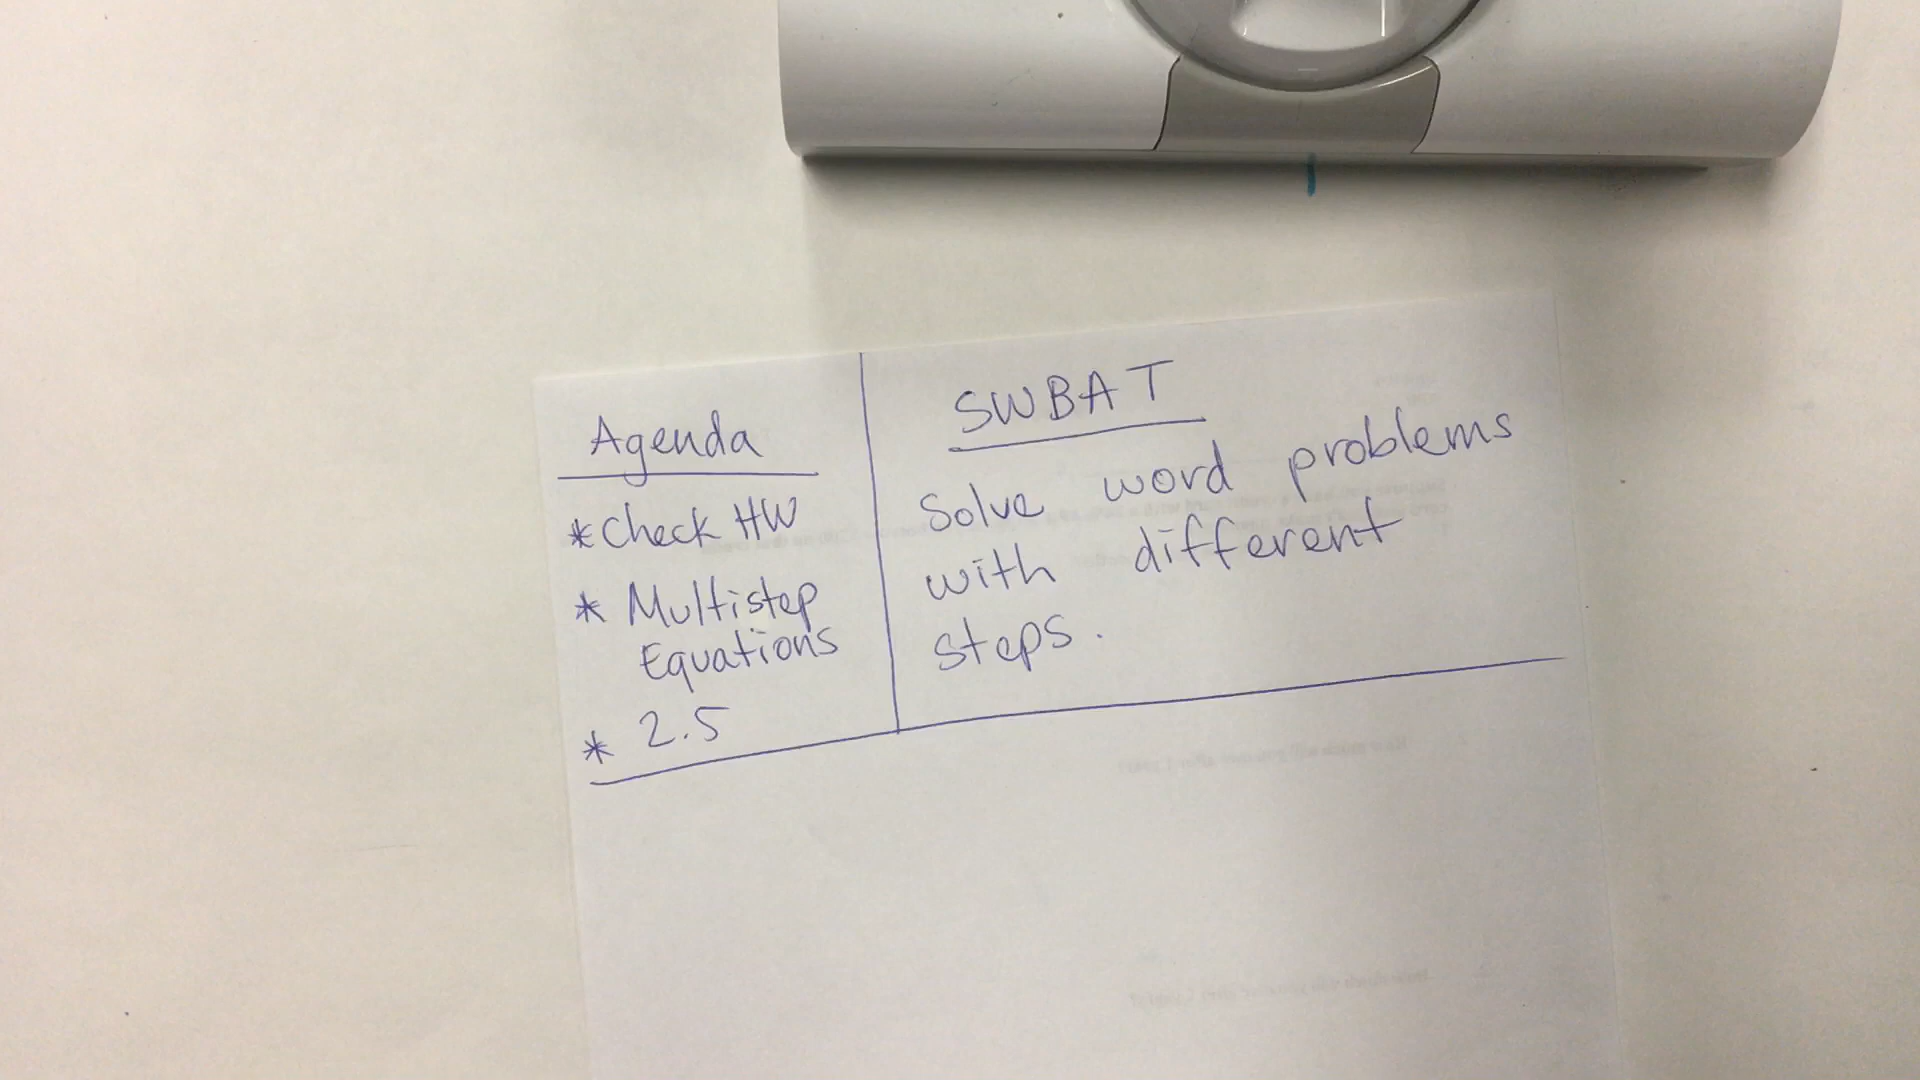 Agenda
*Check HW
* Multistep
Equations
* 2.5
SWBAT
Solve word problems
with different
steps.